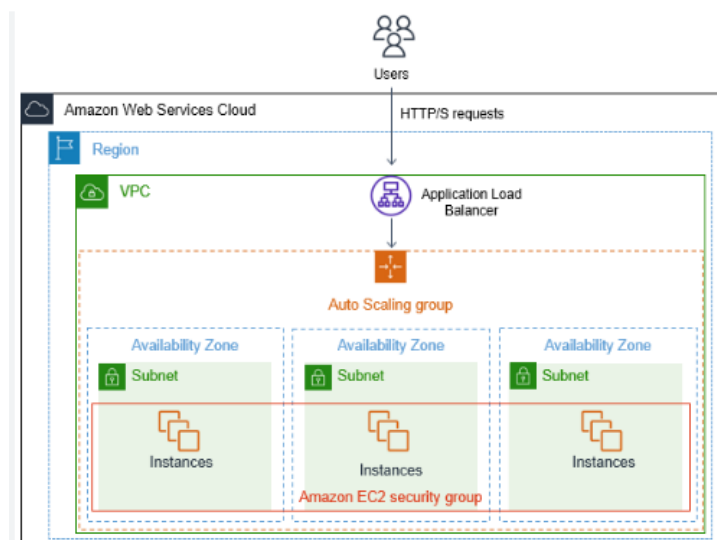 Users
Amazon Web Services Cloud
HTTP/S requests
Region
VPC
Application Load
Balancer
Auto Scaling group
Availability Zone
Availability Zone
Availability Zone
Subnet
Subnet
Subnet
Instances
Instances
Instances
Amazon EC2 security group